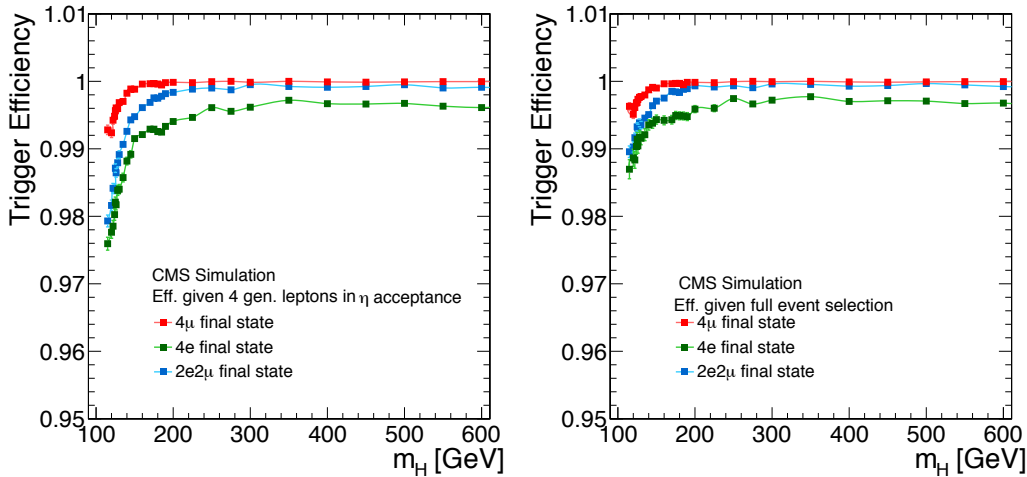 Trigger Efficiency
1.01
1
0.99
0.98
0.97
0.96
0.95
CMS Simulation
Eff. given 4 gen. leptons in η acceptance
4μ final state
4e final state
2e2μ final state
100 200 300 400 500 600
m_H [GeV]
Trigger Efficiency
1.01
1
0.99
0.98
0.97
0.96
0.95
CMS Simulation
Eff. given full event selection
4μ final state
4e final state
2e2μ final state
100 200 300 400 500 600
m_H [GeV]